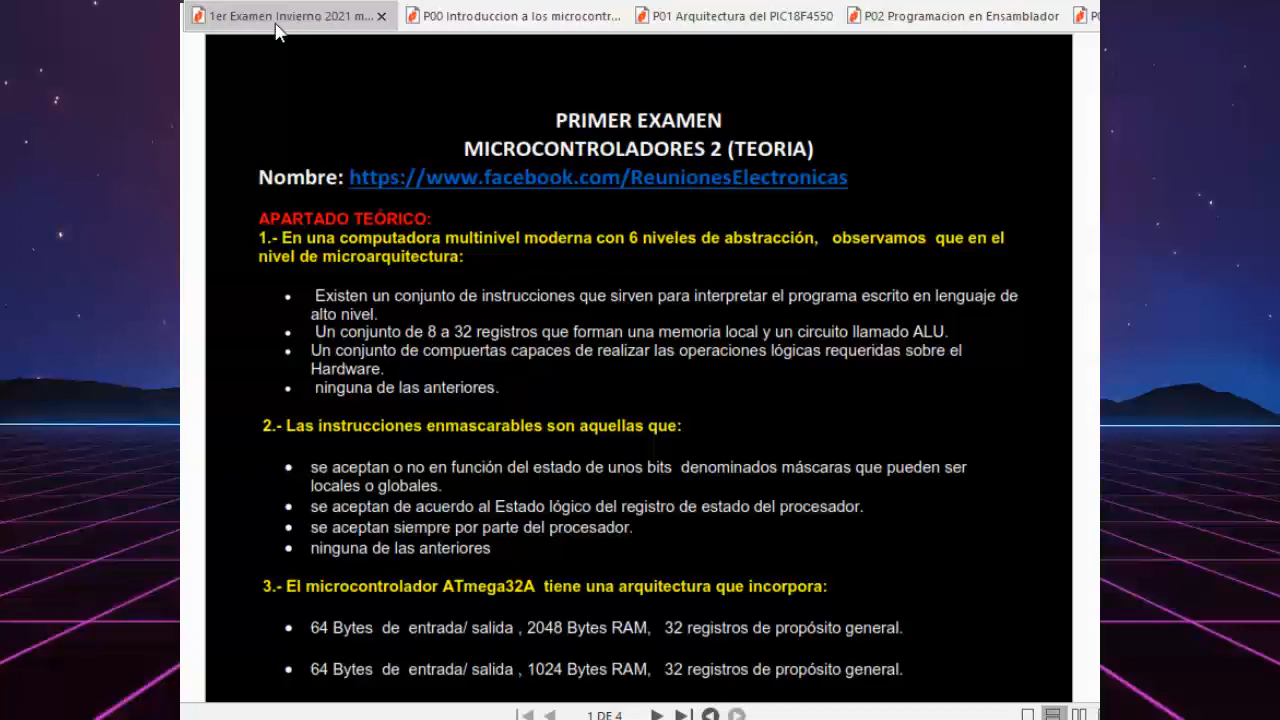 1er Examen Invierno 2021 m...
P00 Introduccion a los microcontr...
P01 Arquitectura del PIC18F4550
P02 Programacion en Ensamblador
PRIMER EXAMEN
MICROCONTROLADORES 2 (TEORIA)
Nombre: https://www.facebook.com/ReunionesElectronicas
APARTADO TEÓRICO:
1.- En una computadora multinivel moderna con 6 niveles de abstracción, observamos que en el
nivel de microarquitectura:
• Existen un conjunto de instrucciones que sirven para interpretar el programa escrito en lenguaje de
alto nivel.
• Un conjunto de 8 a 32 registros que forman una memoria local y un circuito llamado ALU.
• Un conjunto de compuertas capaces de realizar las operaciones lógicas requeridas sobre el
Hardware.
• ninguna de las anteriores.
2.- Las instrucciones enmascarables son aquellas que:
• se aceptan o no en función del estado de unos bits denominados máscaras que pueden ser
locales o globales.
• se aceptan de acuerdo al Estado lógico del registro de estado del procesador.
• se aceptan siempre por parte del procesador.
• ninguna de las anteriores
3.- El microcontrolador ATmega32A tiene una arquitectura que incorpora:
• 64 Bytes de entrada/ salida , 2048 Bytes RAM, 32 registros de propósito general.
• 64 Bytes de entrada/ salida , 1024 Bytes RAM, 32 registros de propósito general.
1 DE 4